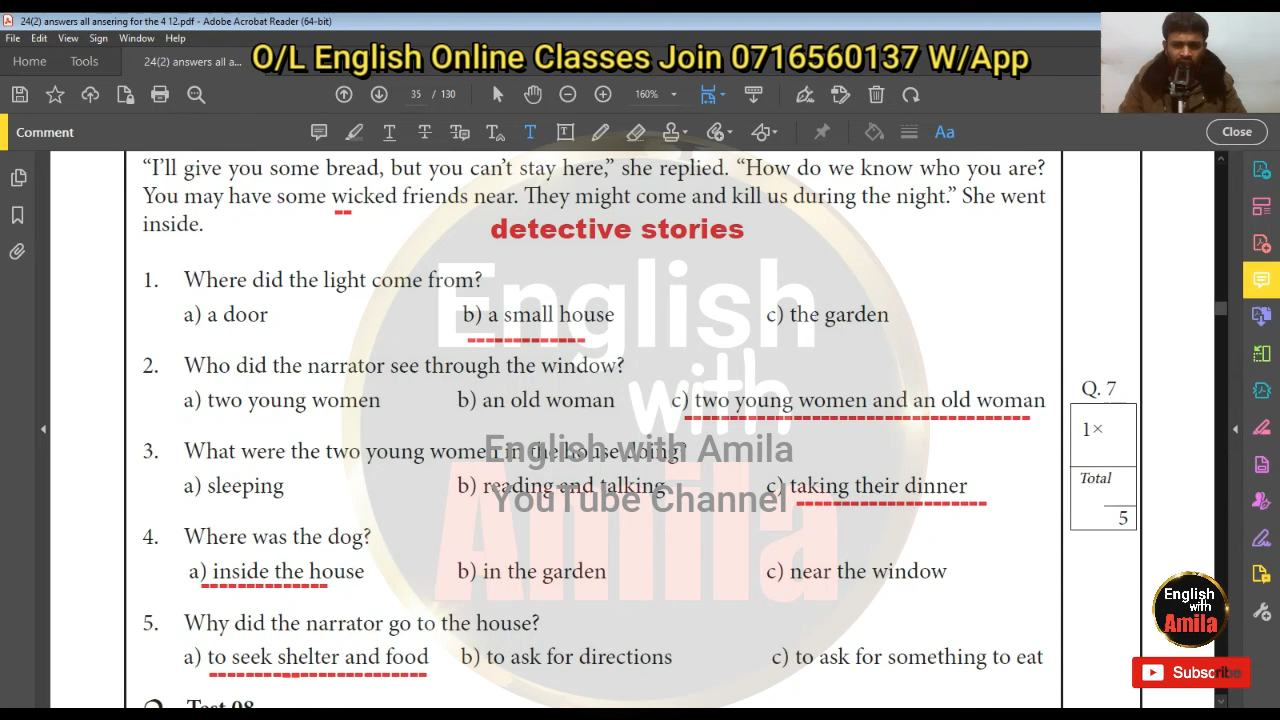 24(2) answers all ansering for the 4 12.pdf - Adobe Acrobat Reader (64-bit)
File Edit View Sign Window Help
O/L English Online Classes Join 0716560137 W/App
Home Tools 24(2) answers all a...
35 / 130 160%
Comment Close
“I’ll give you some bread, but you can’t stay here,” she replied. “How do we know who you are?
You may have some wicked friends near. They might come and kill us during the night.” She went
inside.
detective stories
1. Where did the light come from?
a) a door b) a small house c) the garden
2. Who did the narrator see through the window?
a) two young women b) an old woman c) two young women and an old woman
3. What were the two young women in the house doing?
a) sleeping b) reading and talking c) taking their dinner
4. Where was the dog?
a) inside the house b) in the garden c) near the window
5. Why did the narrator go to the house?
a) to seek shelter and food b) to ask for directions c) to ask for something to eat
Test 08
Q. 7
1×
Total
5
English
with
Amila
English with Amila
YouTube Channel
English
with
Amila
Subscribe